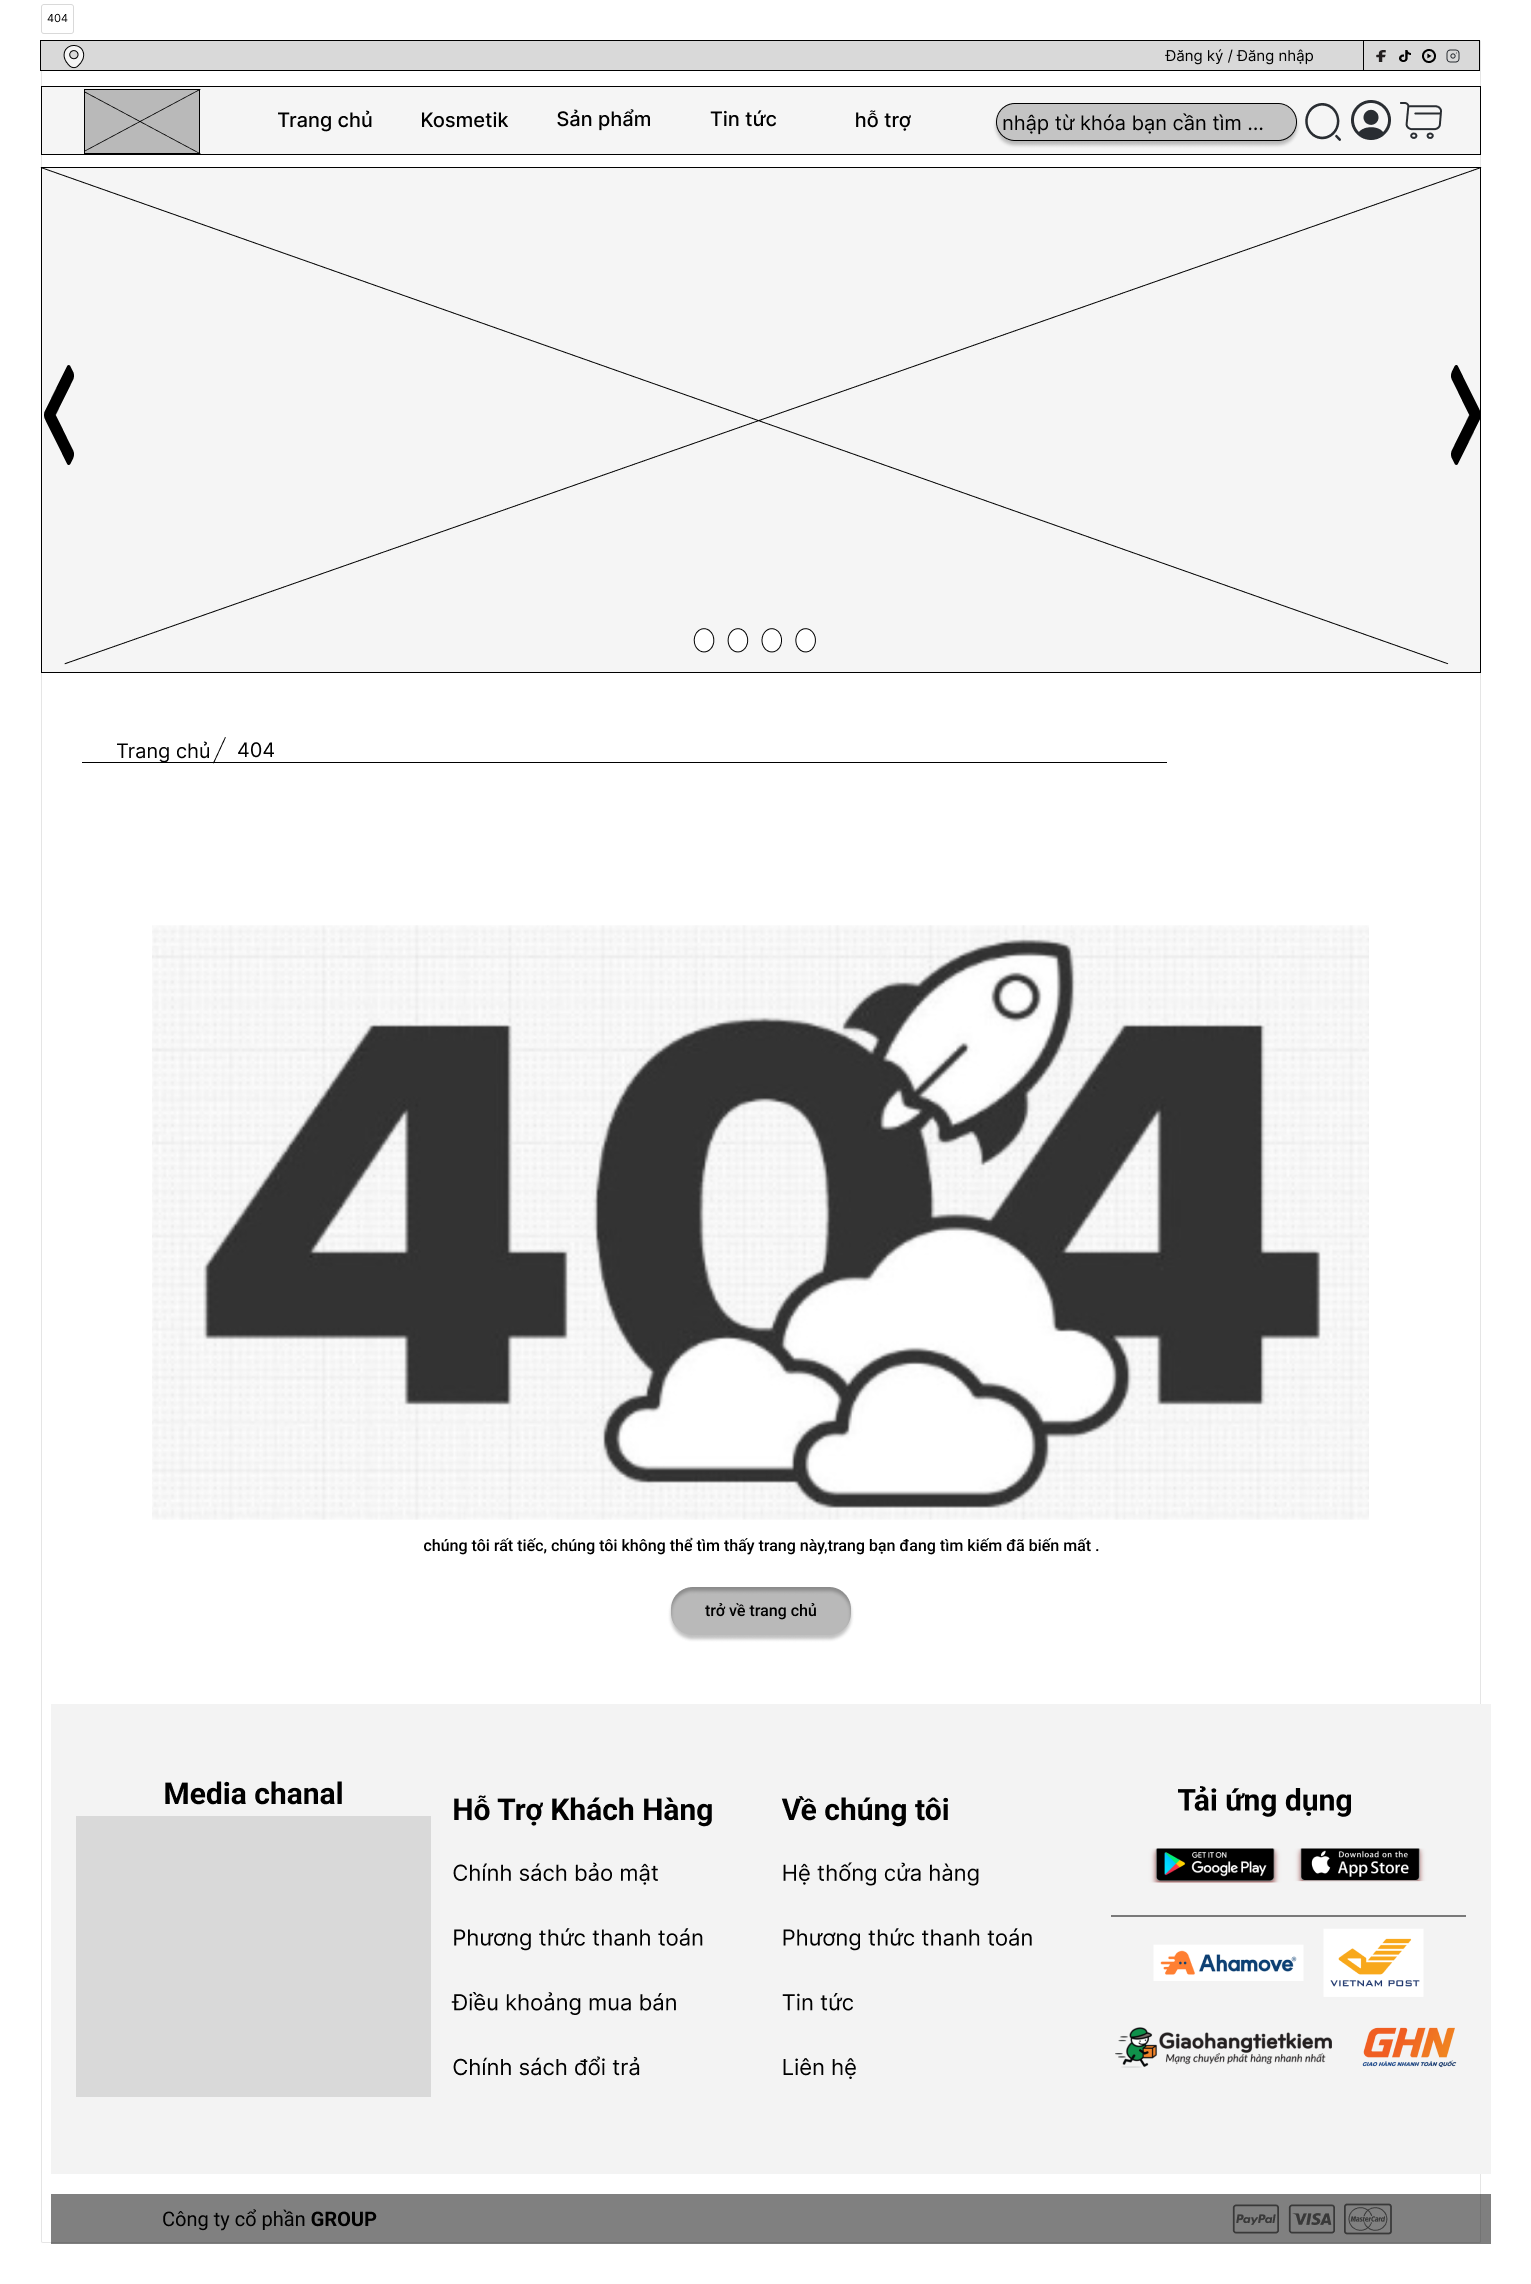 404
Đăng ký / Đăng nhập
Trang chủ
Kosmetik
Sản phẩm
Tin tức
hỗ trợ
nhập từ khóa bạn cần tìm ...
Trang chủ / 404
404
chúng tôi rất tiếc, chúng tôi không thể tìm thấy trang này,trang bạn đang tìm kiếm đã biến mất .
trở về trang chủ
Media chanal
Hỗ Trợ Khách Hàng
Chính sách bảo mật
Phương thức thanh toán
Điều khoảng mua bán
Chính sách đổi trả
Về chúng tôi
Hệ thống cửa hàng
Phương thức thanh toán
Tin tức
Liên hệ
Tải ứng dụng
GET IT ON
Google Play
Download on the
App Store
Ahamove
VIETNAM POST
Giaohangtietkiem
Mạng chuyển phát hàng nhanh nhất
GHN
GIAO HÀNG NHANH TOÀN QUỐC
Công ty cổ phần GROUP
PayPal
VISA
MasterCard